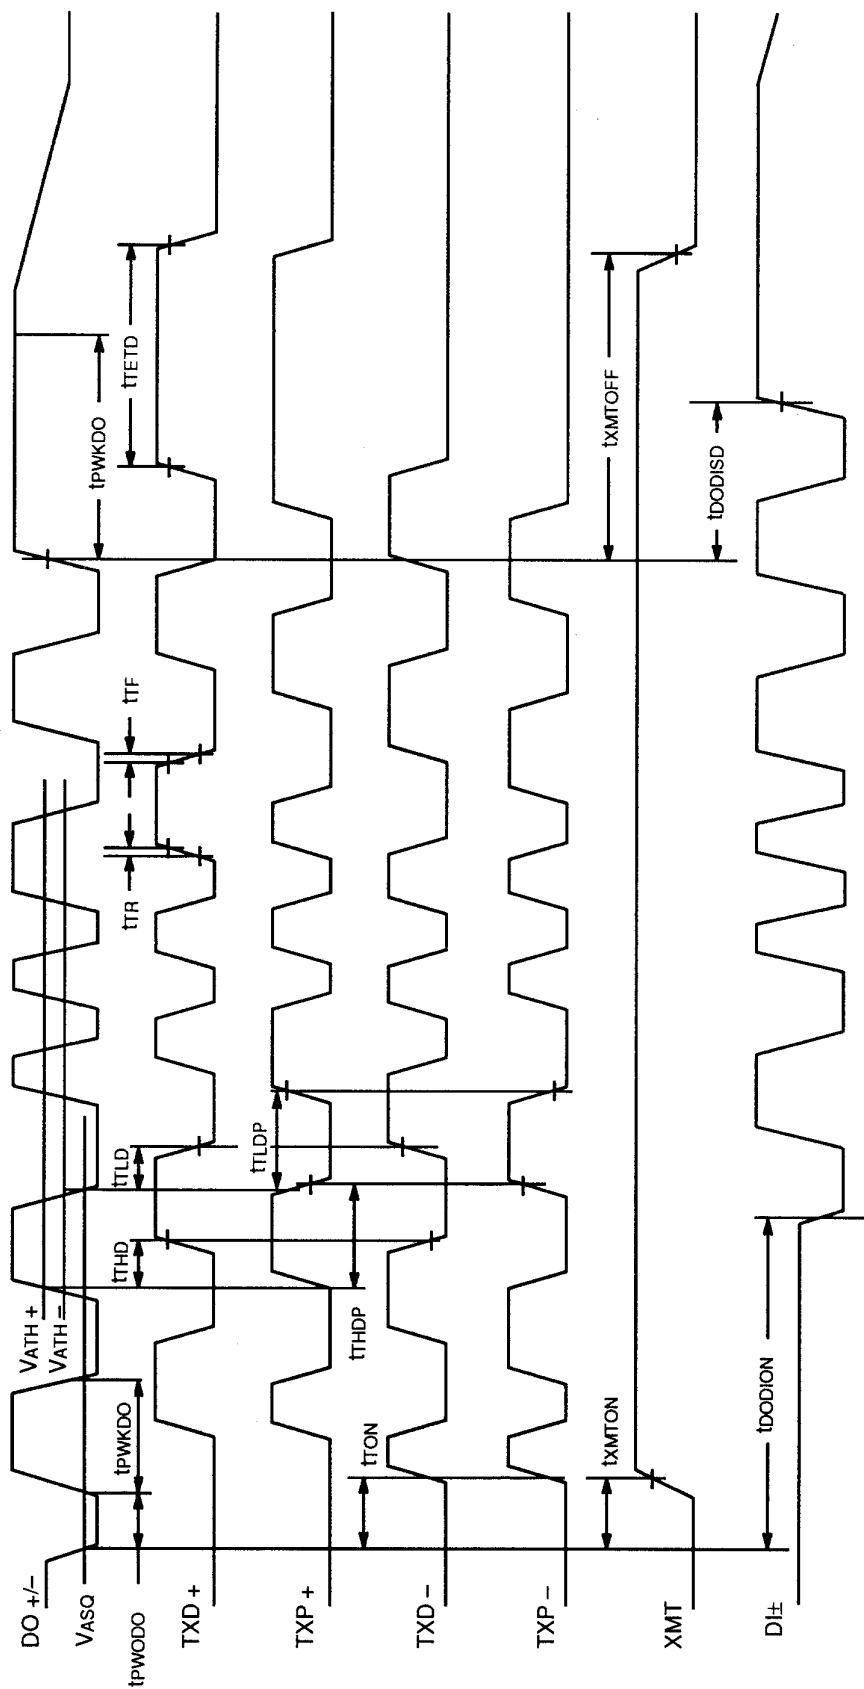 DO +/-
VASQ
tPWODO
TXD +
TXP +
TXD –
TXP –
XMT
DI±
VATH +
VATH –
tPWKDO
tTHD
tTLD
tTHDP
tTLDP
tTON
tXMTON
tDODION
tTR
tTF
tPWKDO
tTETD
tXMTOFF
tDODISD